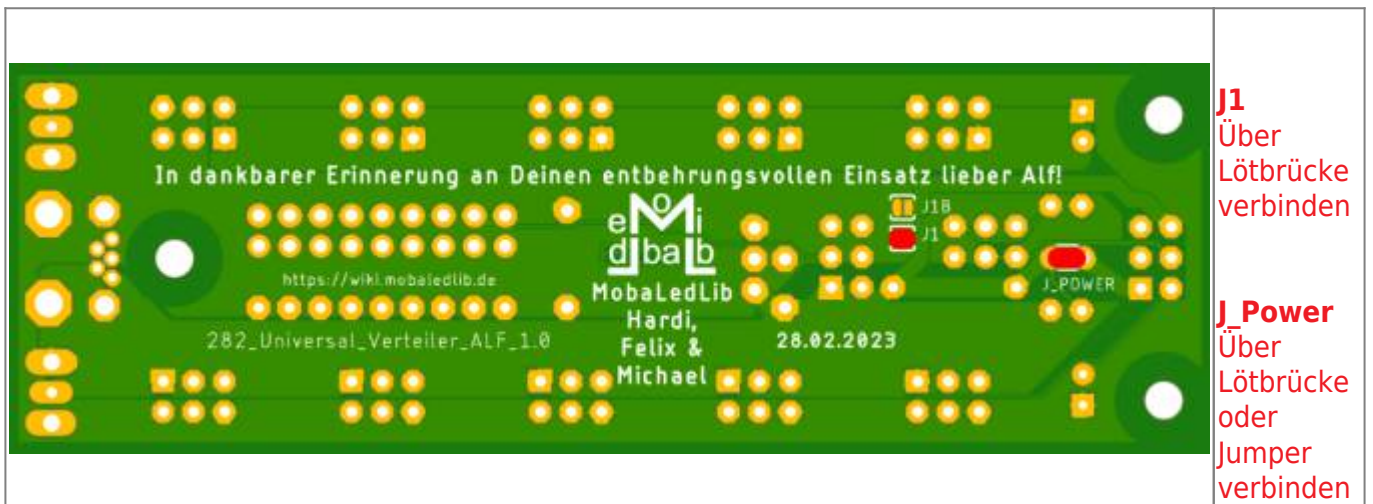 In dankbarer Erinnerung an Deinen entbehrungsvollen Einsatz lieber Alf!
J1B
J1
https://wiki.mobaledlib.de
282_Universal_Verteiler_ALF_1.0
e M o i
d ba L b
MobaLedLib
Hardi,
Felix &
Michael
28.02.2023
J_POWER
J1
Über
Lötbrücke
verbinden
J_Power
Über
Lötbrücke
oder
Jumper
verbinden